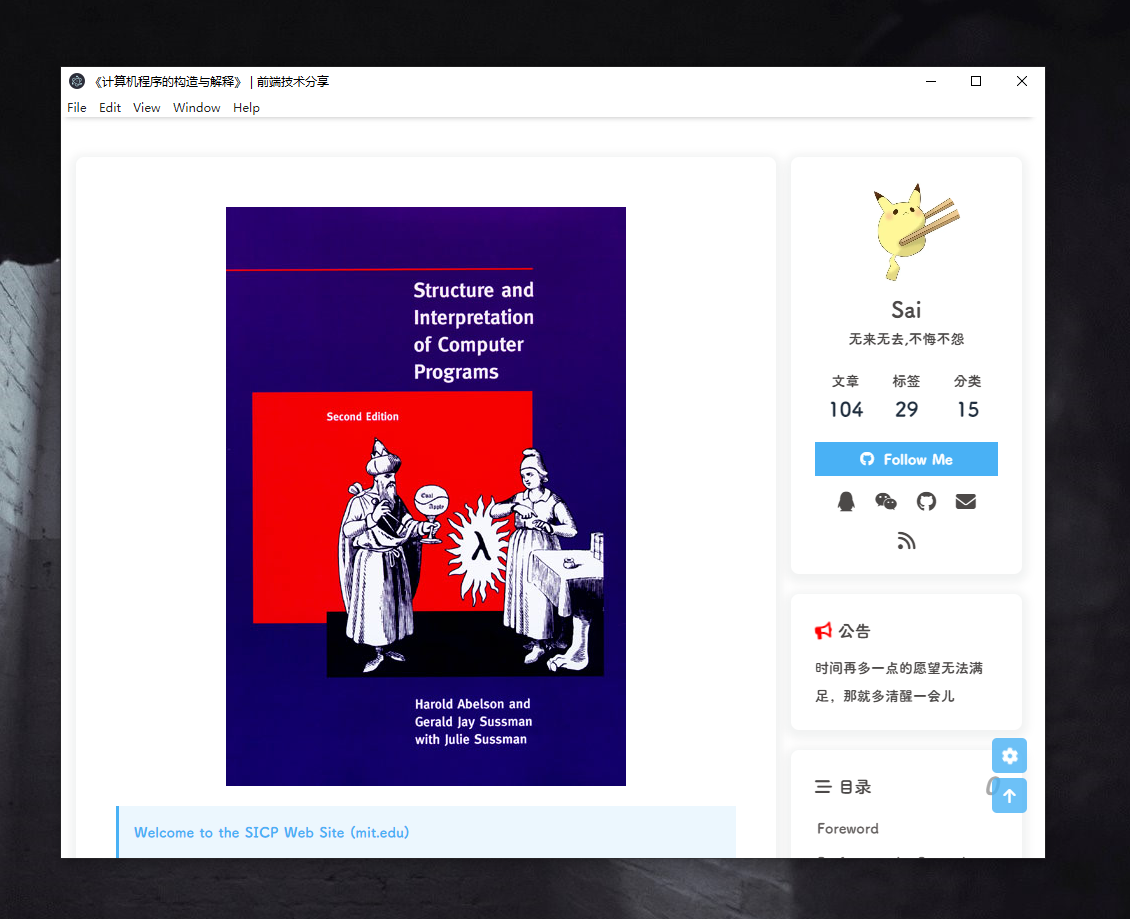 《计算机程序的构造与解释》 | 前端技术分享
File Edit View Window Help
Structure and
Interpretation
of Computer
Programs
Second Edition
Eval
Apply
λ
Harold Abelson and
Gerald Jay Sussman
with Julie Sussman
Welcome to the SICP Web Site (mit.edu)
Sai
无来无去,不悔不怨
文章 标签 分类
104 29 15
Follow Me
公告
时间再多一点的愿望无法满
足，那就多清醒一会儿
目录
0
Foreword